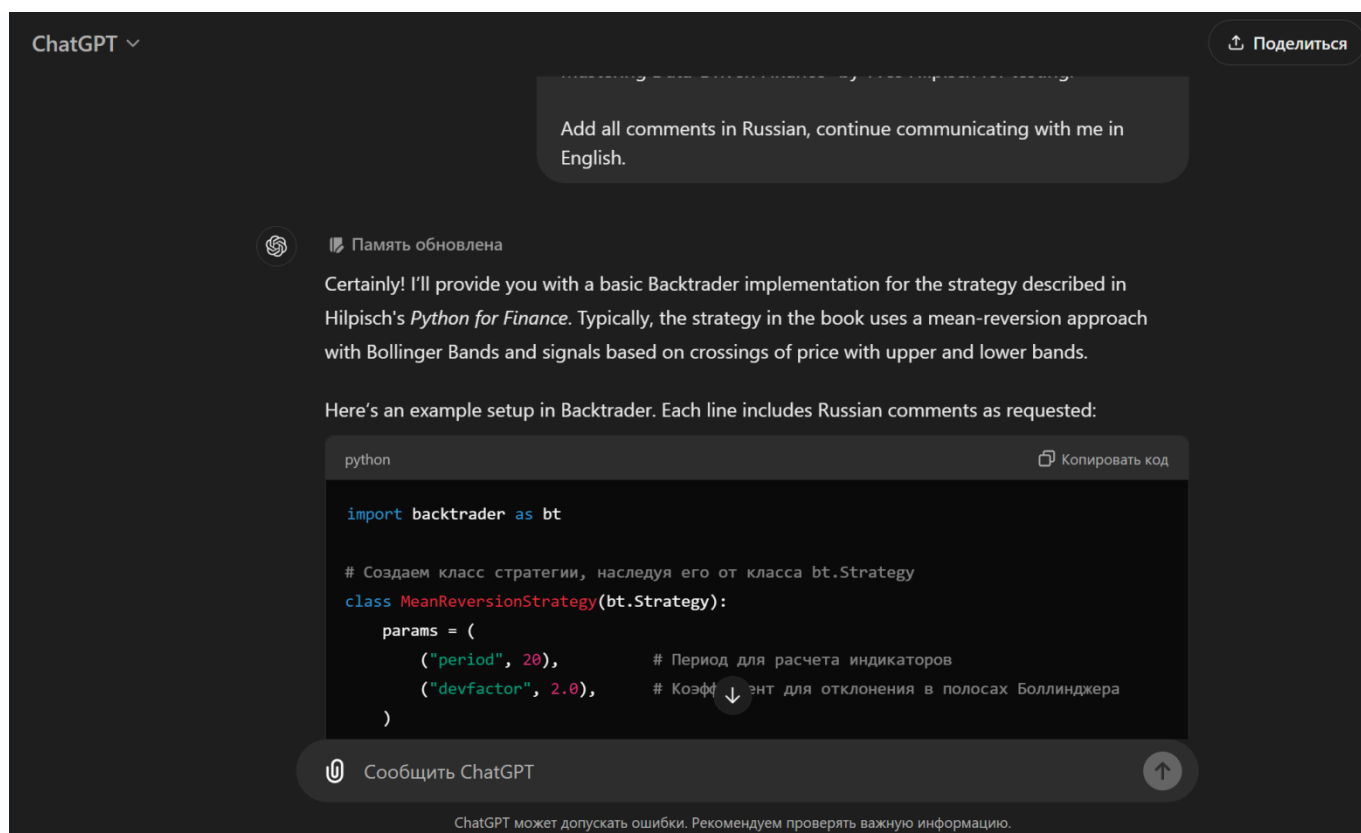 ChatGPT
Поделиться
Add all comments in Russian, continue communicating with me in
English.
Память обновлена
Certainly! I'll provide you with a basic Backtrader implementation for the strategy described in
Hilpisch's Python for Finance. Typically, the strategy in the book uses a mean-reversion approach
with Bollinger Bands and signals based on crossings of price with upper and lower bands.
Here's an example setup in Backtrader. Each line includes Russian comments as requested:
python
Копировать код
import backtrader as bt
# Создаем класс стратегии, наследуя его от класса bt.Strategy
class MeanReversionStrategy(bt.Strategy):
params = (
("period", 20), # Период для расчета индикаторов
("devfactor", 2.0), # для отклонения в полосах Боллинджера
)
Сообщить ChatGPT
ChatGPT может допускать ошибки. Рекомендуем проверять важную информацию.